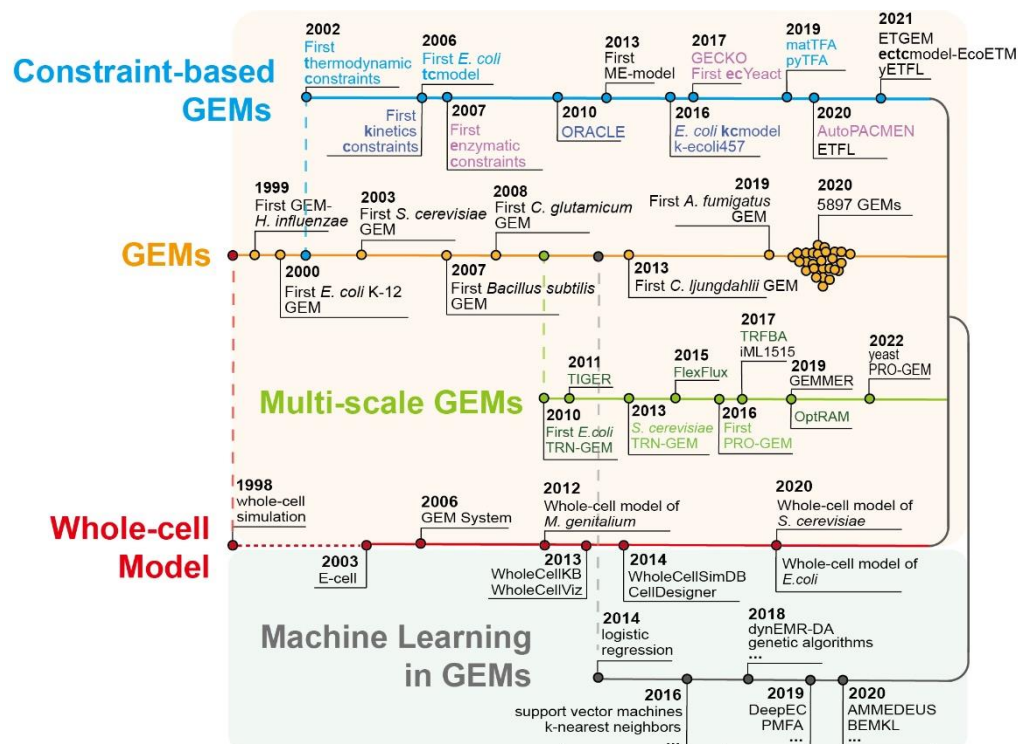 Constraint-based
GEMs
2002
First
thermodynamic
constraints
2006
First E. coli
tcmodel
2013
First
ME-model
2017
GECKO
First ecYeact
2019
matTFA
pyTFA
2021
ETGEM
ectcmodel-EcoETM
yETFL
First
kinetics
constraints
2007
First
enzymatic
constraints
2010
ORACLE
2016
E. coli kcmodel
k-ecoli457
2020
AutoPACMEN
ETFL
GEMs
1999
First GEM-
H. influenzae
2003
First S. cerevisiae
GEM
2008
First C. glutamicum
GEM
2019
First A. fumigatus
GEM
2020
5897 GEMs
2000
First E. coli K-12
GEM
2007
First Bacillus subtilis
GEM
2013
First C. ljungdahlii GEM
Multi-scale GEMs
2011
TIGER
2015
FlexFlux
2017
TRFBA
iML1515
2019
GEMMER
2022
yeast
PRO-GEM
2010
First E.coli
TRN-GEM
2013
S. cerevisiae
TRN-GEM
2016
First
PRO-GEM
OptRAM
Whole-cell
Model
1998
whole-cell
simulation
2006
GEM System
2012
Whole-cell model of
M. genitalium
2020
Whole-cell model of
S. cerevisiae
2003
E-cell
2013
WholeCellKB
WholeCellViz
2014
WholeCellSimDB
CellDesigner
Whole-cell model of
E.coli
Machine Learning
in GEMs
2014
logistic
regression
2018
dynEMR-DA
genetic algorithms
...
2016
support vector machines
k-nearest neighbors
...
2019
DeepEC
PMFA
...
2020
AMMEDEUS
BEMKL
...